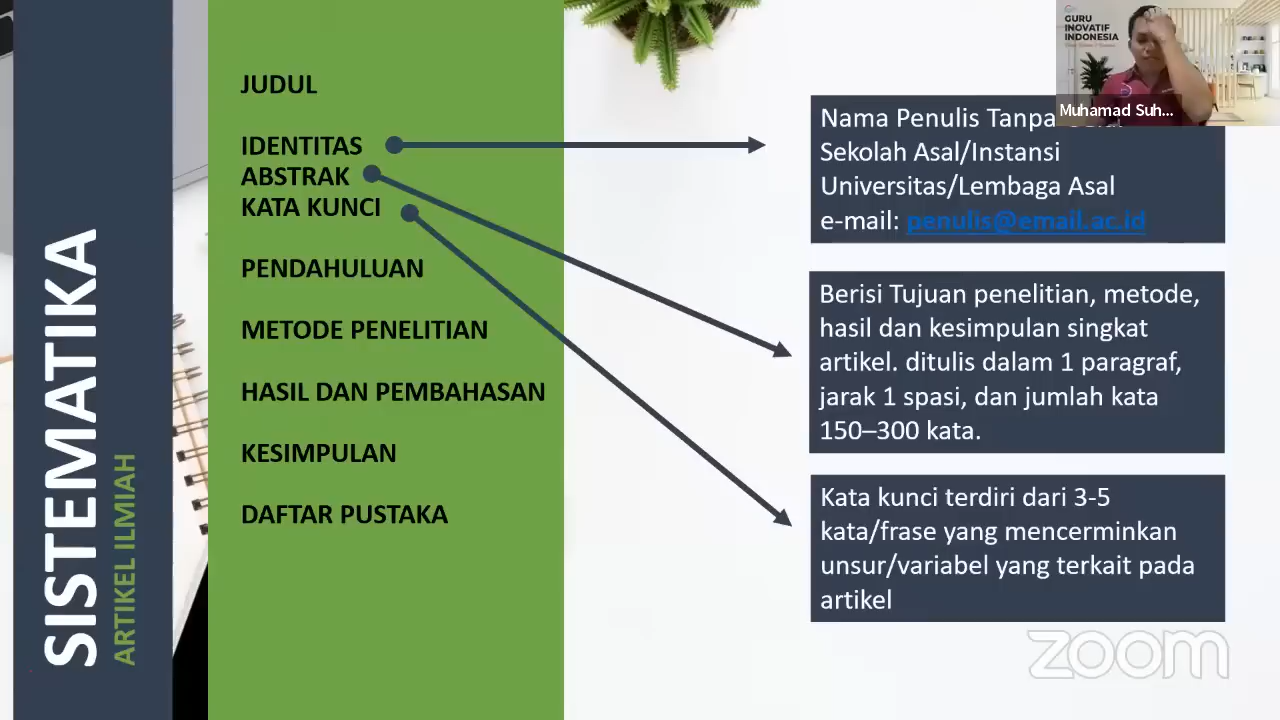 SISTEMATIKA
ARTIKEL ILMIAH
JUDUL
IDENTITAS
ABSTRAK
KATA KUNCI
PENDAHULUAN
METODE PENELITIAN
HASIL DAN PEMBAHASAN
KESIMPULAN
DAFTAR PUSTAKA
Nama Penulis Tanpa
Sekolah Asal/Instansi
Universitas/Lembaga Asal
e-mail: penulis@email.ac.id
Berisi Tujuan penelitian, metode,
hasil dan kesimpulan singkat
artikel. ditulis dalam 1 paragraf,
jarak 1 spasi, dan jumlah kata
150–300 kata.
Kata kunci terdiri dari 3-5
kata/frase yang mencerminkan
unsur/variabel yang terkait pada
artikel
GURU
INOVATIF
INDONESIA
Muhamad Suh...
zoom